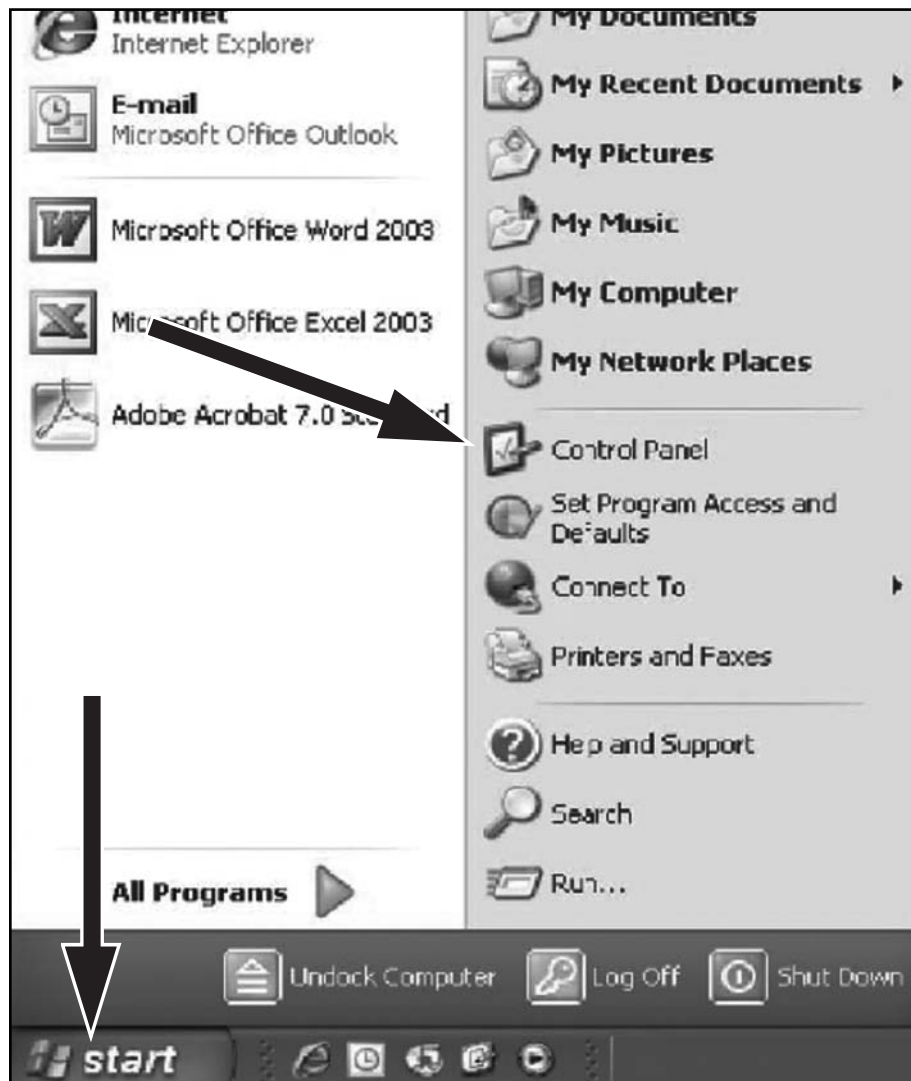 Internet
Internet Explorer
E-mail
Microsoft Office Outlook
Microsoft Office Word 2003
Microsoft Office Excel 2003
Adobe Acrobat 7.0
All Programs
My Documents
My Recent Documents
My Pictures
My Music
My Computer
My Network Places
Control Panel
Set Program Access and
Defaults
Connect To
Printers and Faxes
Help and Support
Search
Run...
Undock Computer
Log Off
Shut Down
start